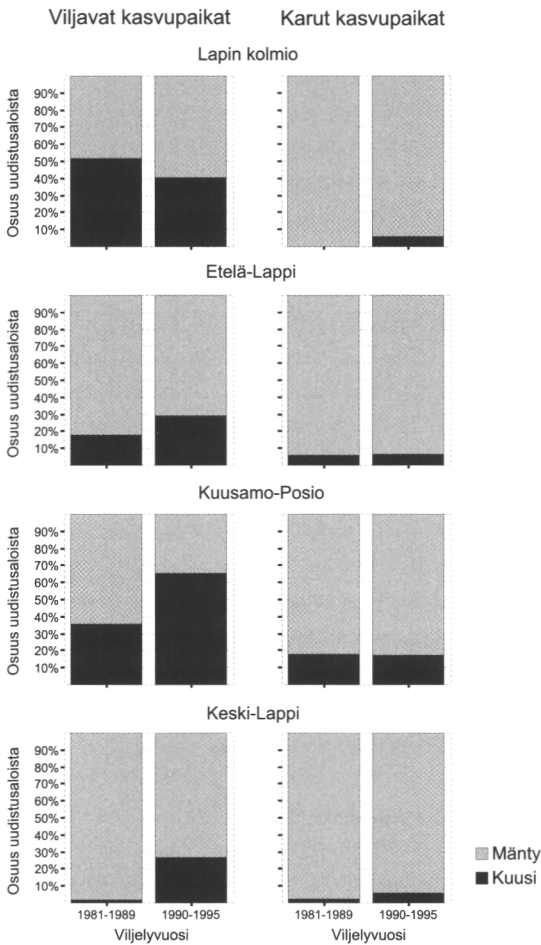 Viljavat kasvupaikat Karut kasvupaikat
Lapin kolmio
Osuus uudistusaloista
90%
80%
70%
60%
50%
40%
30%
20%
10%
Etelä-Lappi
Osuus uudistusaloista
90%
80%
70%
60%
50%
40%
30%
20%
10%
Kuusamo-Posio
Osuus uudistusaloista
90%
80%
70%
60%
50%
40%
30%
20%
10%
Keski-Lappi
Osuus uudistusaloista
90%
80%
70%
60%
50%
40%
30%
20%
10%
1981-1989 1990-1995 1981-1989 1990-1995
Viljelyvuosi Viljelyvuosi
Mänty
Kuusi